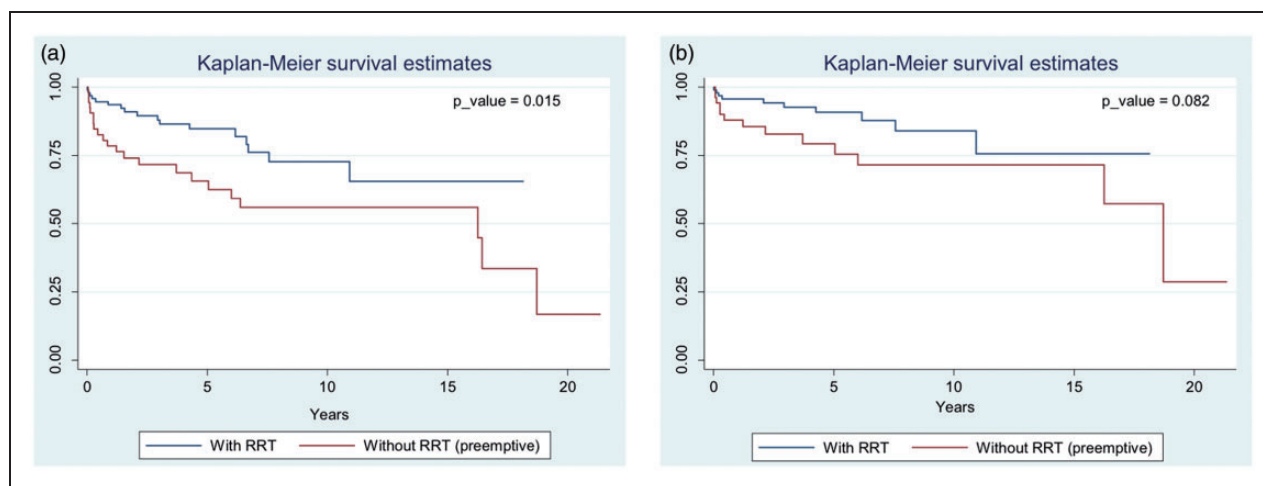 (a)
Kaplan-Meier survival estimates
p_value = 0.015
1.00
0.75
0.50
0.25
0.00
0 5 10 15 20
Years
With RRT Without RRT (preemptive)
(b)
Kaplan-Meier survival estimates
p_value = 0.082
1.00
0.75
0.50
0.25
0.00
0 5 10 15 20
Years
With RRT Without RRT (preemptive)